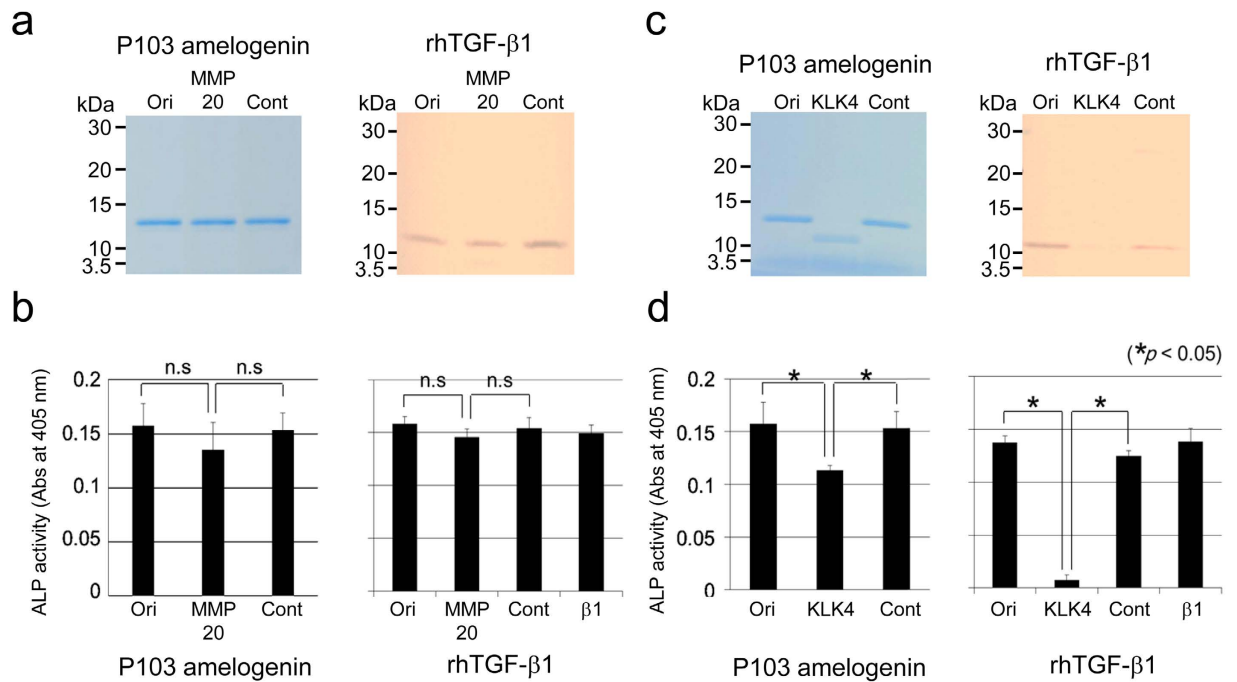 a
P103 amelogenin
rhTGF-β1
MMP
kDa Ori 20 Cont
30
20
15
10
3.5
MMP
kDa Ori 20 Cont
30
20
15
10
3.5
c
P103 amelogenin
rhTGF-β1
kDa Ori KLK4 Cont
30
20
15
10
3.5
kDa Ori KLK4 Cont
30
20
15
10
3.5
b
ALP activity (Abs at 405 nm)
0.2
0.15
0.1
0.05
0
n.s n.s
Ori MMP Cont
20
P103 amelogenin
n.s n.s
Ori MMP Cont β1
20
rhTGF-β1
d
(*p < 0.05)
ALP activity (Abs at 405 nm)
0.2
0.15
0.1
0.05
0
* *
Ori KLK4 Cont
P103 amelogenin
* *
Ori KLK4 Cont β1
rhTGF-β1